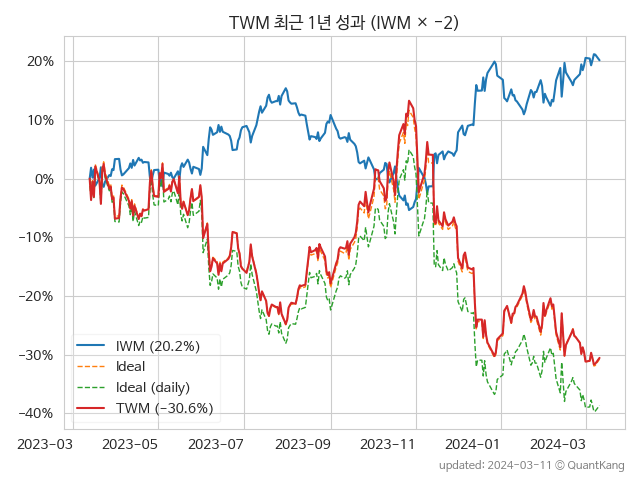 TWM 최근 1년 성과 (IWM × −2)
20%
10%
0%
−10%
−20%
−30%
−40%
IWM (20.2%)
Ideal
Ideal (daily)
TWM (−30.6%)
2023-03
2023-05
2023-07
2023-09
2023-11
2024-01
2024-03
updated: 2024-03-11 © QuantKang